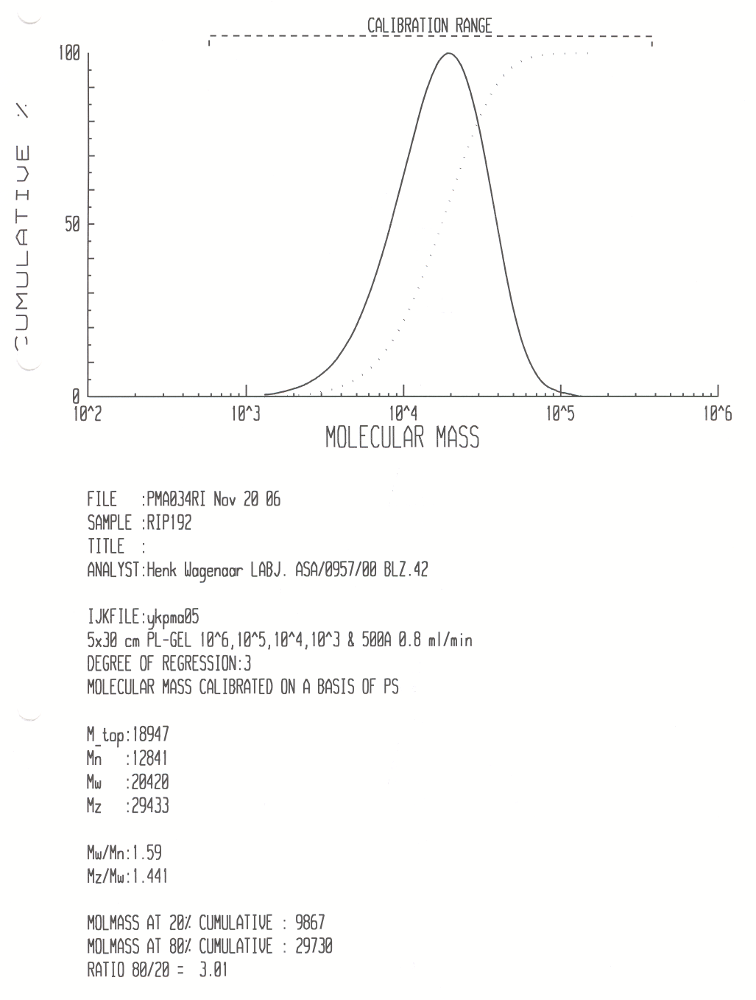 CALIBRATION RANGE
100
50
0
CUMULATIVE %
10^2 10^3 10^4 10^5 10^6
MOLECULAR MASS
FILE :PMA034RI Nov 20 06
SAMPLE :RIP192
TITLE :
ANALYST:Henk Wagenaar LABJ. ASA/0957/00 BLZ.42
IJKFILE:ykpma05
5x30 cm PL-GEL 10^6,10^5,10^4,10^3 & 500A 0.8 ml/min
DEGREE OF REGRESSION:3
MOLECULAR MASS CALIBRATED ON A BASIS OF PS
M_top:18947
Mn :12841
Mw :20420
Mz :29433
Mw/Mn:1.59
Mz/Mw:1.441
MOLMASS AT 20% CUMULATIVE : 9867
MOLMASS AT 80% CUMULATIVE : 29730
RATIO 80/20 = 3.01